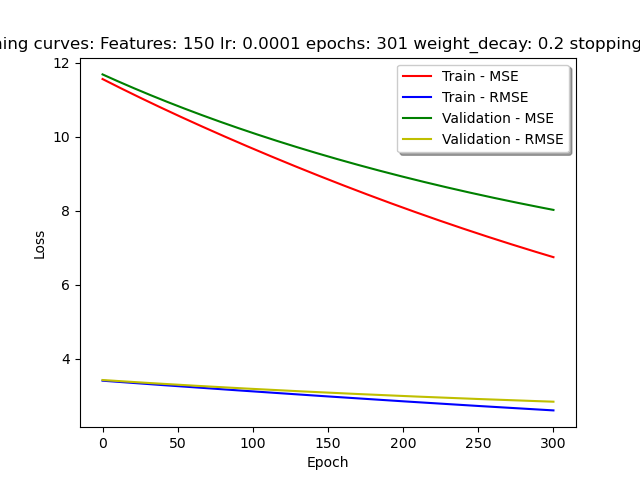 curves: Features: 150 lr: 0.0001 epochs: 301 weight_decay: 0.2 stopping
12
10
8
6
4
Loss
Train - MSE
Train - RMSE
Validation - MSE
Validation - RMSE
0 50 100 150 200 250 300
Epoch